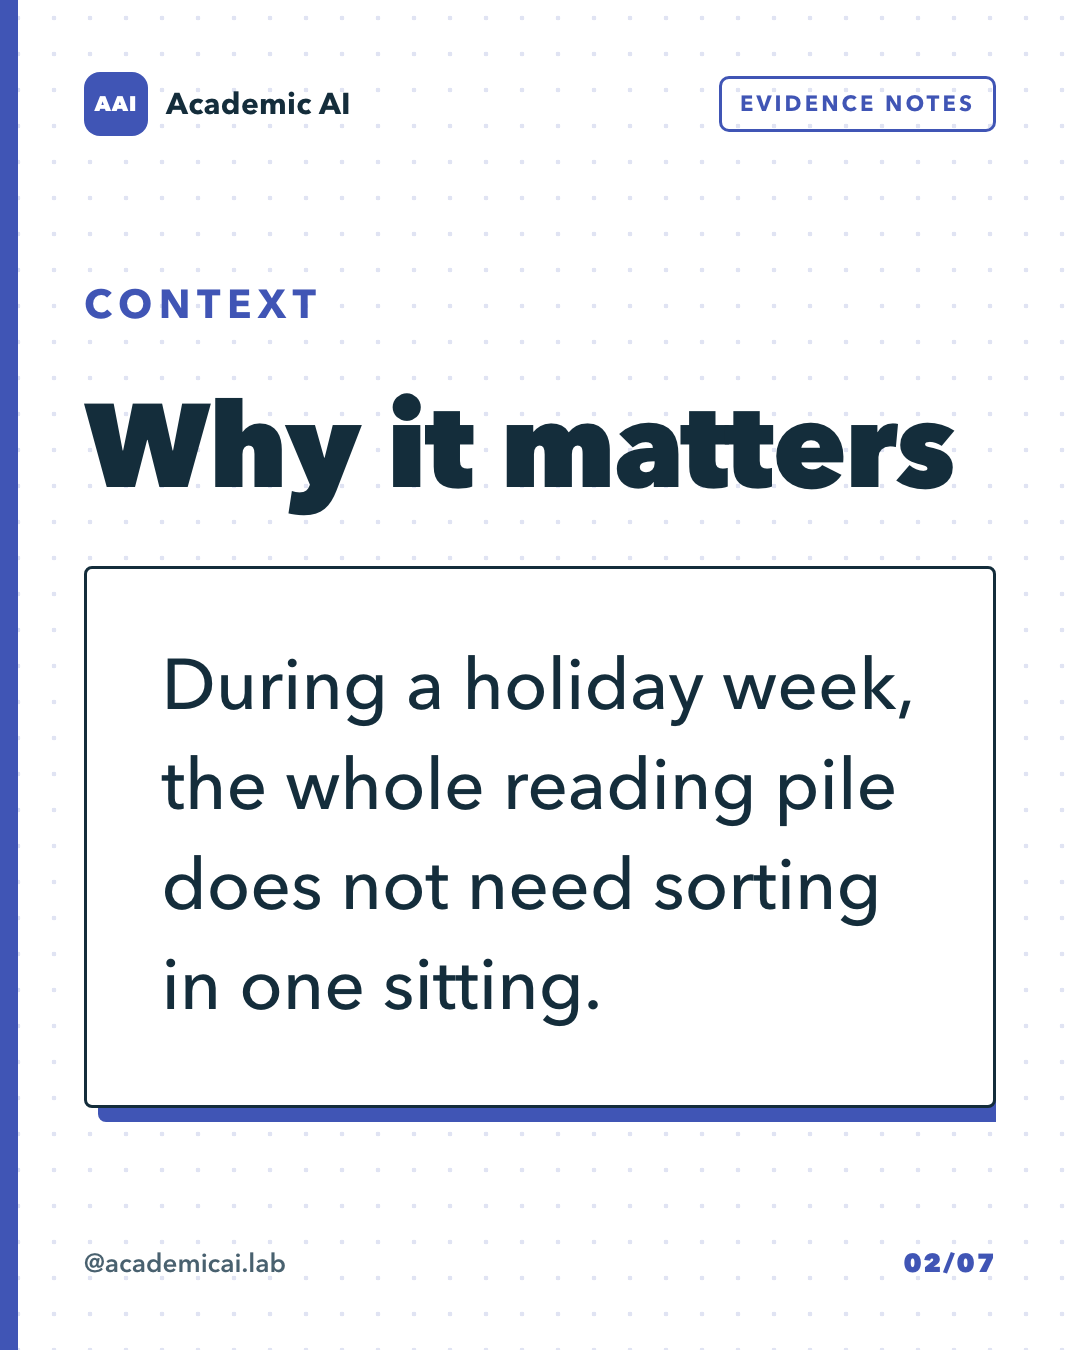 AAI Academic AI
EVIDENCE NOTES
CONTEXT
Why it matters
During a holiday week,
the whole reading pile
does not need sorting
in one sitting.
@academicai.lab
02/07